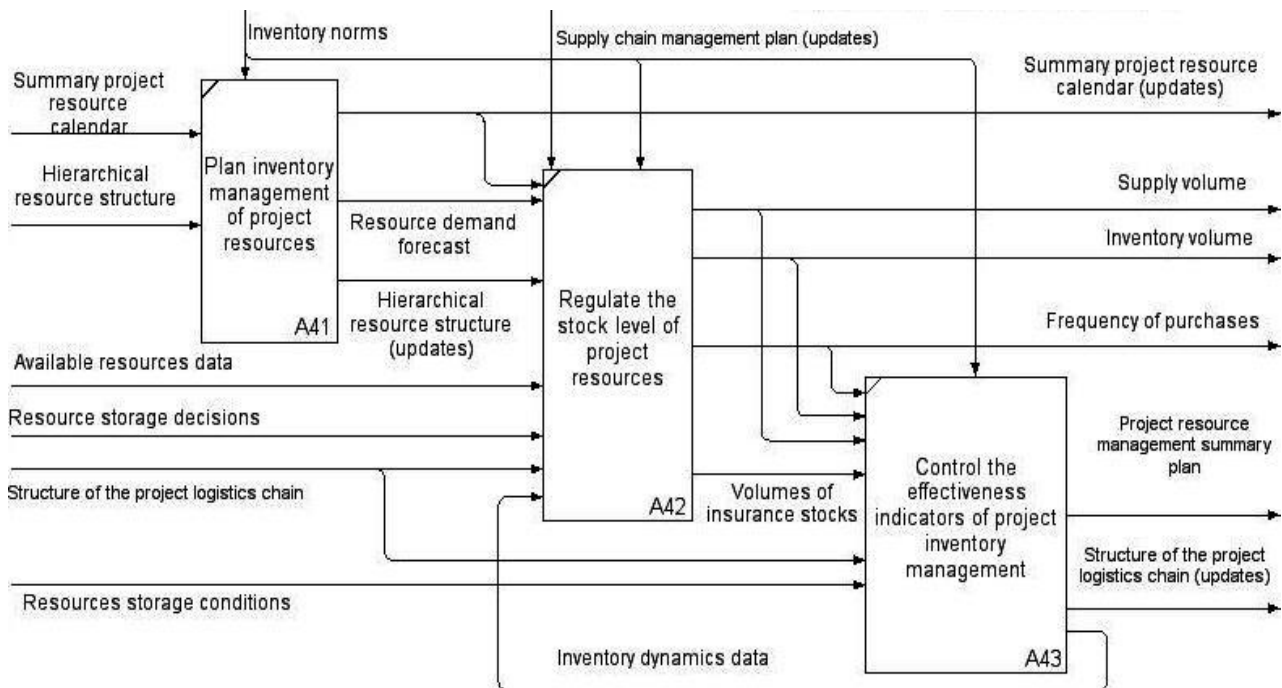 Inventory norms
Supply chain management plan (updates)
Summary project
resource
calendar
Summary project resource
calendar (updates)
Hierarchical
resource structure
Plan inventory
management
of project
resources
A41
Resource demand
forecast
Supply volume
Inventory volume
Hierarchical
resource structure
(updates)
Regulate the
stock level of
project
resources
A42
Frequency of purchases
Available resources data
Resource storage decisions
Structure of the project logistics chain
Volumes of
insurance stocks
Control the
effectiveness
indicators of project
inventory
management
A43
Project resource
management summary
plan
Structure of the project
logistics chain (updates)
Resources storage conditions
Inventory dynamics data